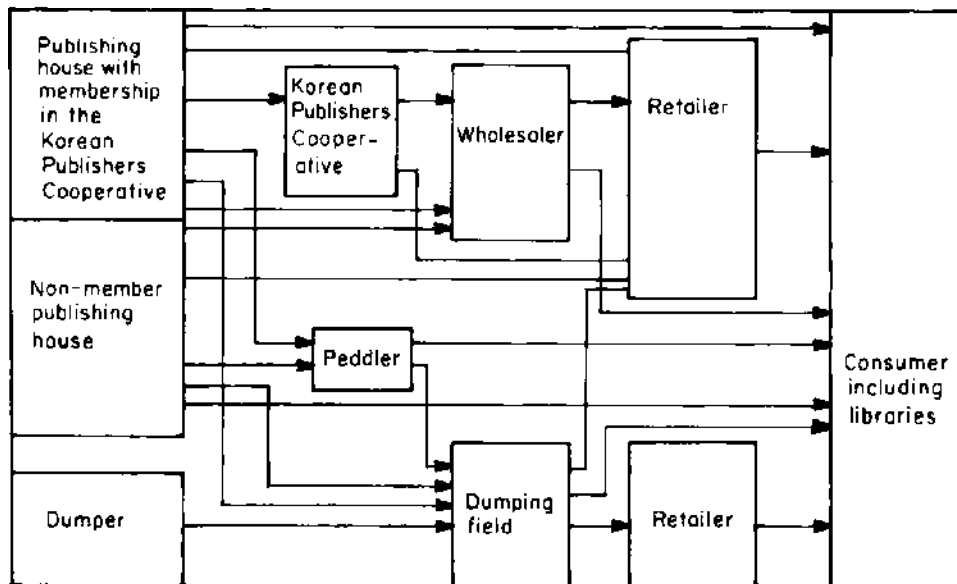 Publishing
house with
membership
in the
Korean
Publishers
Cooperative
Korean
Publishers
Cooper-
ative
Wholesaler
Retailer
Non-member
publishing
house
Peddler
Consumer
including
libraries
Dumper
Dumping
field
Retailer